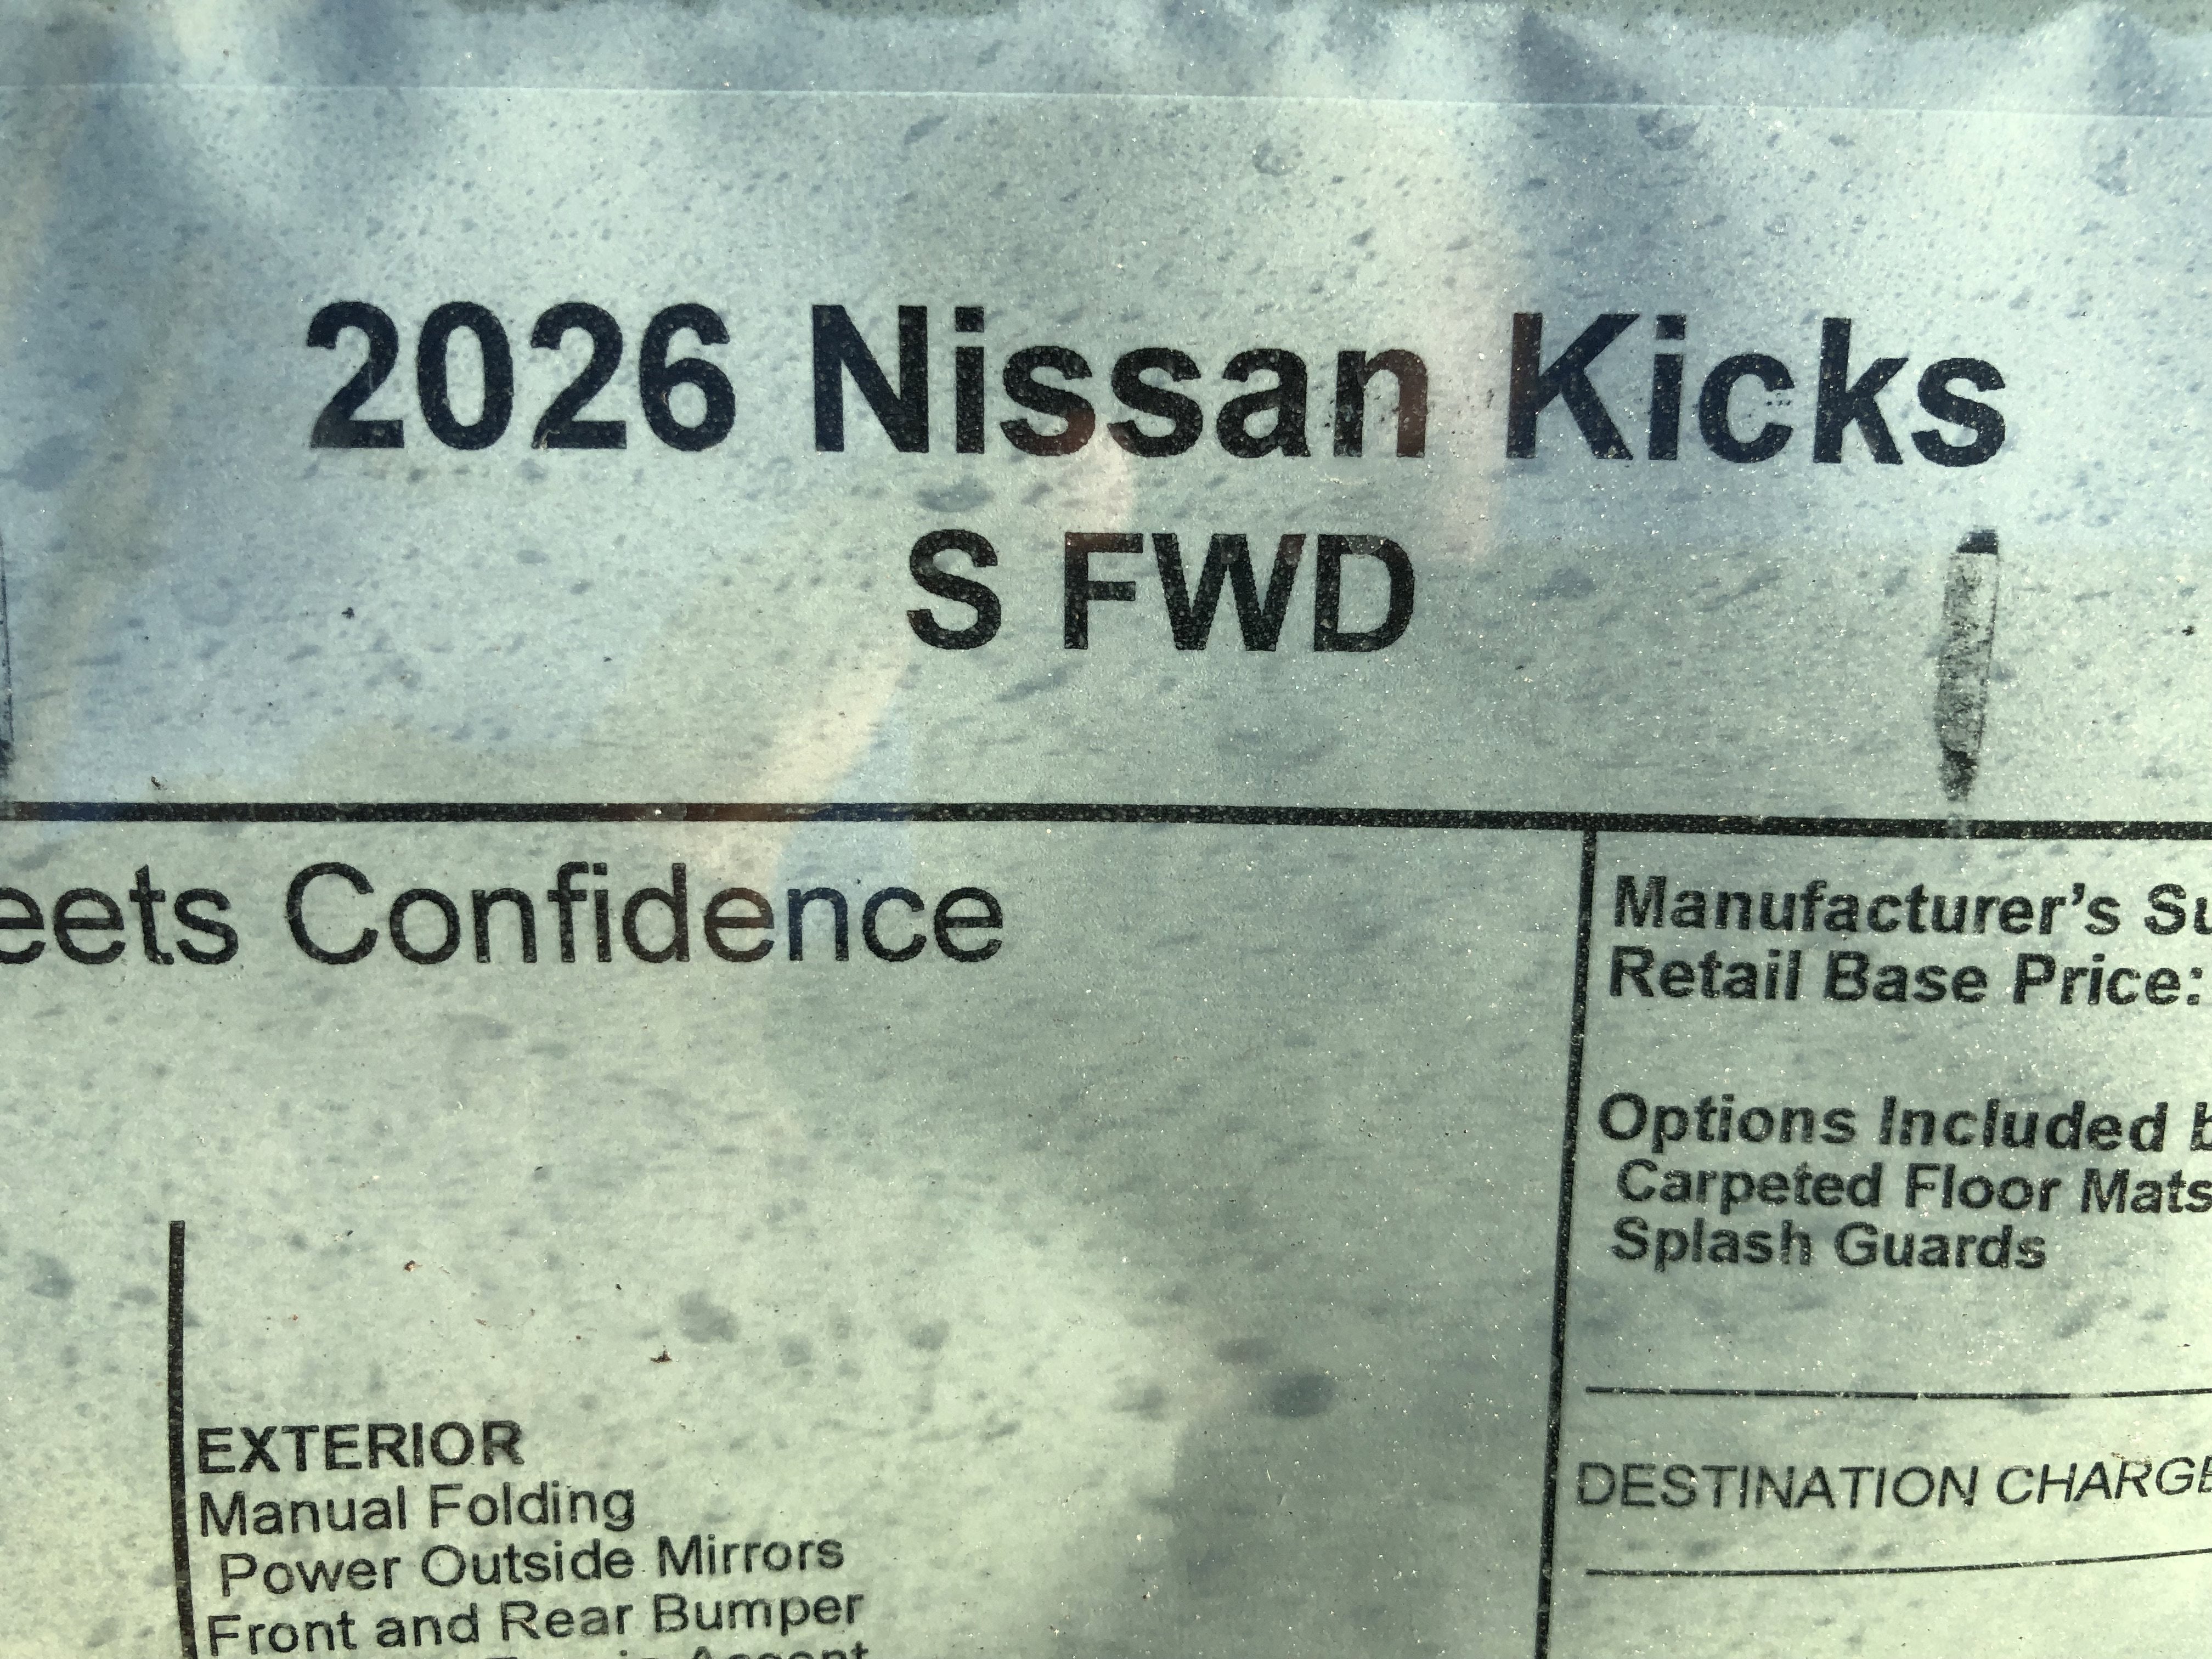 2026 Nissan Kicks
S FWD
eets Confidence
Manufacturer's Su
Retail Base Price:
Options Included b
Carpeted Floor Mats
Splash Guards
DESTINATION CHARGE
EXTERIOR
Manual Folding
Power Outside Mirrors
Front and Rear Bumper
Accent